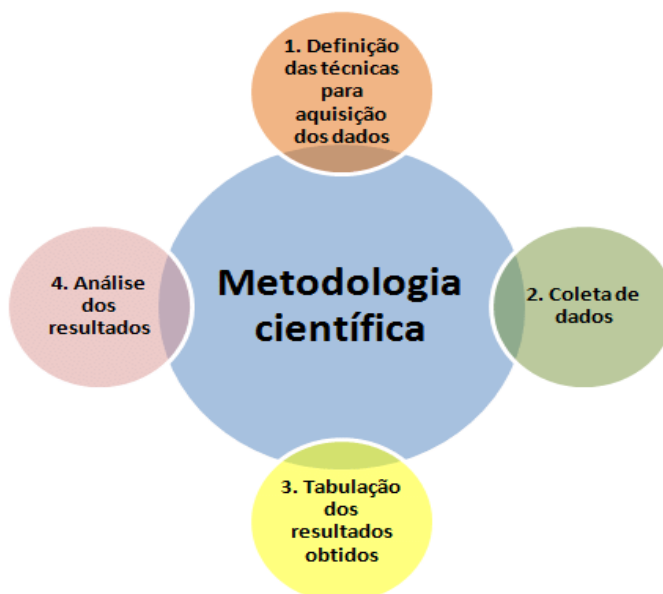 1. Definição
das técnicas
para
aquisição
dos dados
Metodologia
científica
2. Coleta de
dados
3. Tabulação
dos
resultados
obtidos
4. Análise
dos
resultados